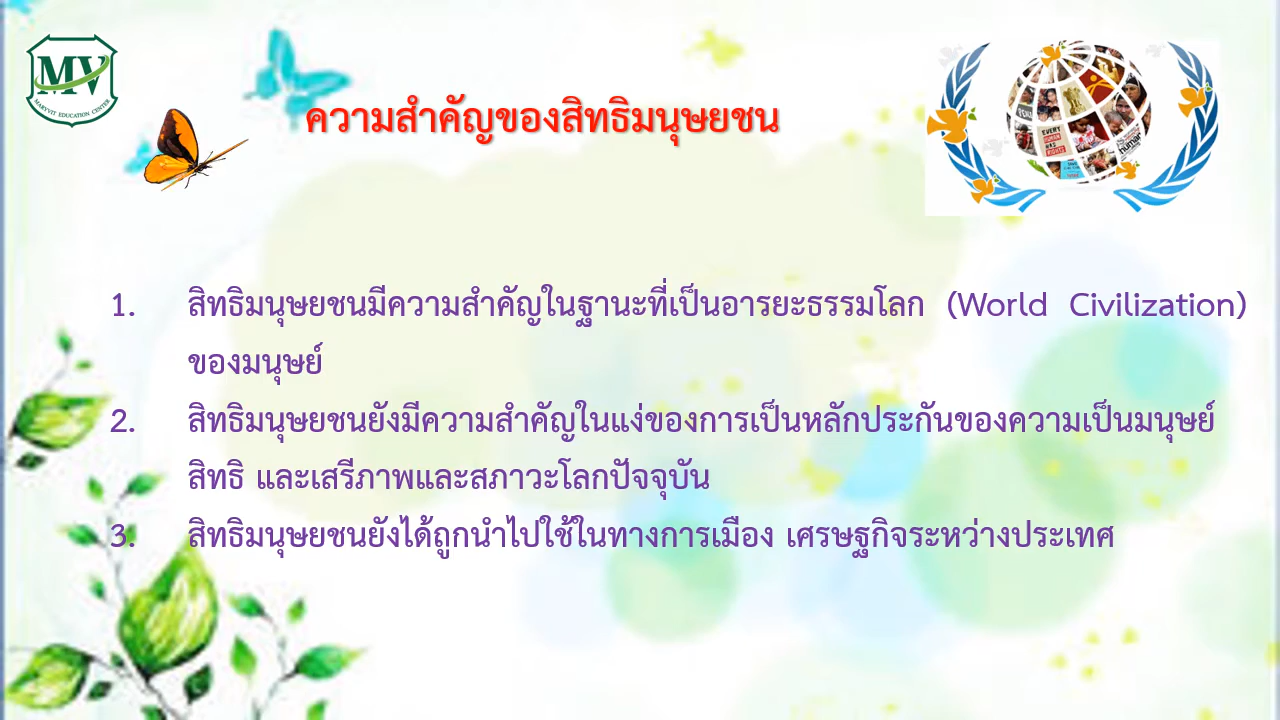 MV
MARYVIT EDUCATION CENTER
ความสำคัญของสิทธิมนุษยชน
EVERY
HUMAN
HAS
RIGHTS
1. สิทธิมนุษยชนมีความสำคัญในฐานะที่เป็นอารยะธรรมโลก (World Civilization)
ของมนุษย์
2. สิทธิมนุษยชนยังมีความสำคัญในแง่ของการเป็นหลักประกันของความเป็นมนุษย์
สิทธิ และเสรีภาพและสภาวะโลกปัจจุบัน
3. สิทธิมนุษยชนยังได้ถูกนำไปใช้ในทางการเมือง เศรษฐกิจระหว่างประเทศ